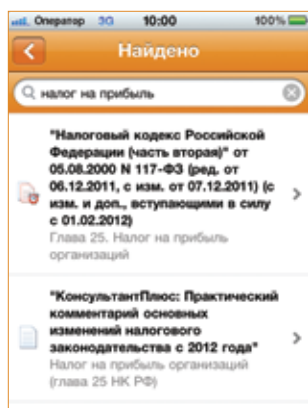 Оператор 3G 10:00 100%
Найдено
налог на прибыль
"Налоговый кодекс Российской
Федерации (часть вторая)" от
05.08.2000 N 117-ФЗ (ред. от
06.12.2011, с изм. от 07.12.2011) (с
изм. и доп., вступающими в силу
с 01.02.2012)
Глава 25. Налог на прибыль
организаций
"КонсультантПлюс: Практический
комментарий основных
изменений налогового
законодательства с 2012 года"
Налог на прибыль организаций
(глава 25 НК РФ)